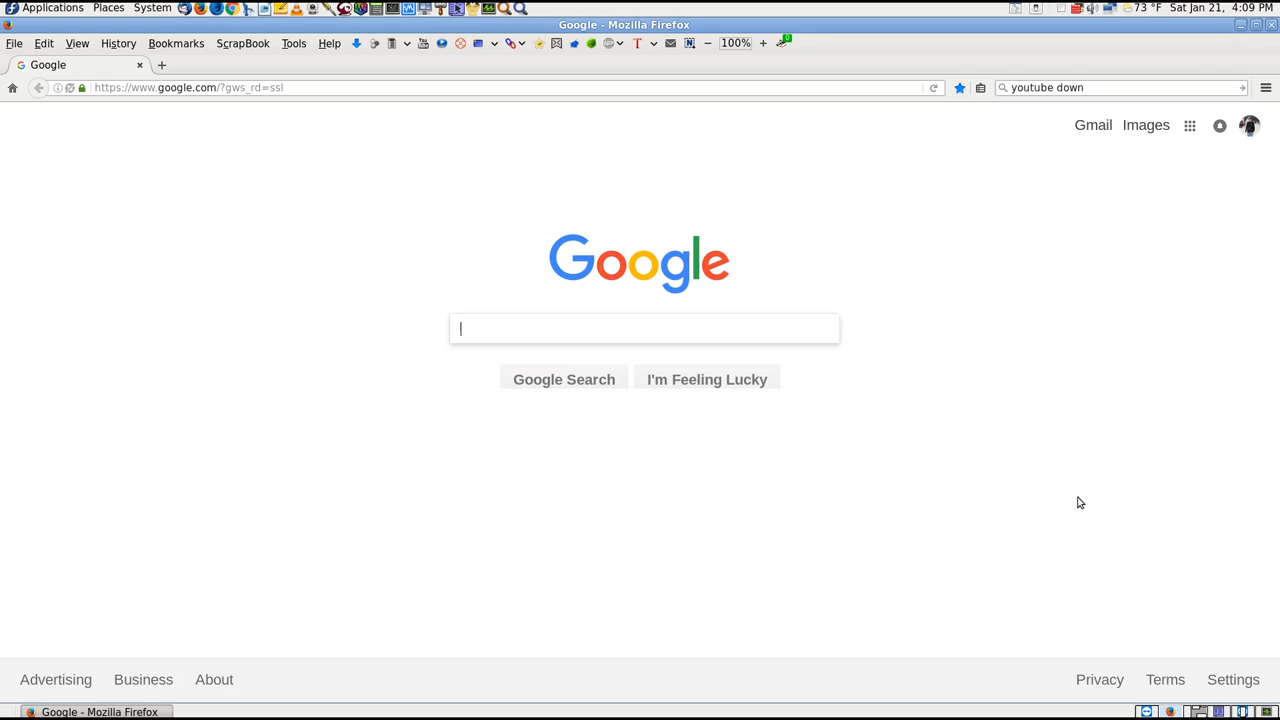 Applications Places System 73 °F Sat Jan 21, 4:09 PM
Google - Mozilla Firefox
File Edit View History Bookmarks ScrapBook Tools Help 100% 0
Google
https://www.google.com/?gws_rd=ssl youtube down
Gmail Images
Google
Google Search I'm Feeling Lucky
Advertising Business About Privacy Terms Settings
Google - Mozilla Firefox